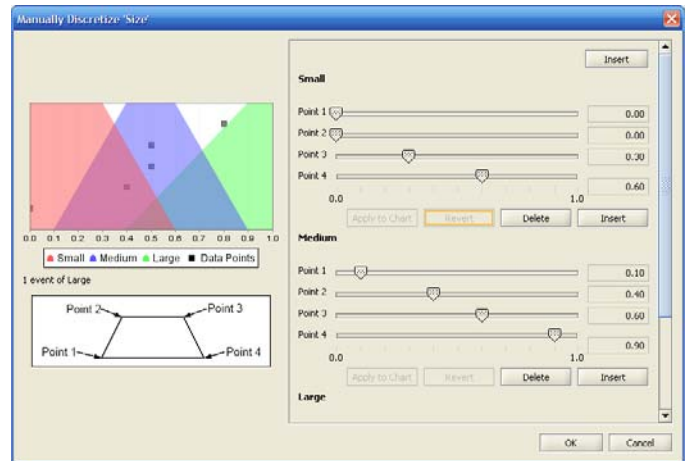 Manually Discretize 'Size'
Insert
Small
Point 1 0.00
Point 2 0.00
Point 3 0.30
Point 4 0.60
0.0 1.0
Apply to Chart Revert Delete Insert
Medium
Point 1 0.10
Point 2 0.40
Point 3 0.60
Point 4 0.90
0.0 1.0
Apply to Chart Revert Delete Insert
Large
0.0 0.1 0.2 0.3 0.4 0.5 0.6 0.7 0.8 0.9 1.0
Small Medium Large Data Points
1 event of Large
Point 2 Point 3
Point 1 Point 4
OK Cancel